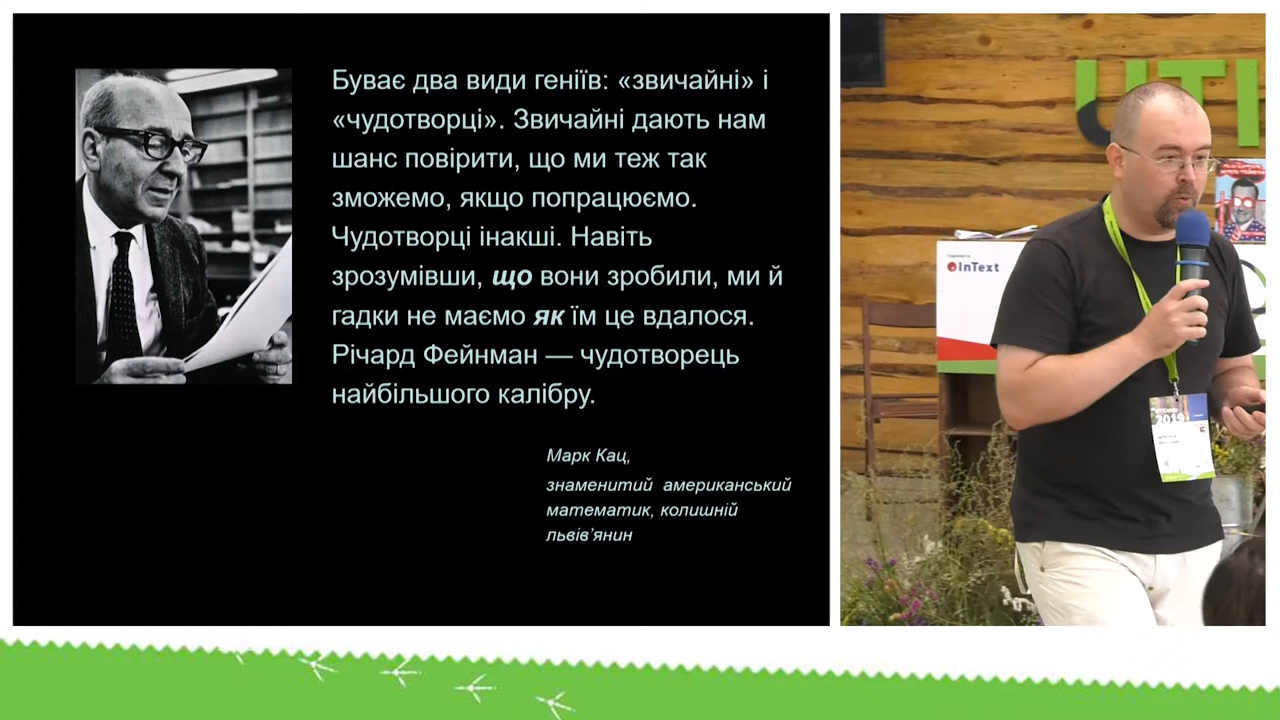 Буває два види геніїв: «звичайні» і
«чудотворці». Звичайні дають нам
шанс повірити, що ми теж так
зможемо, якщо попрацюємо.
Чудотворці інакші. Навіть
зрозумівши, що вони зробили, ми й
гадки не маємо як їм це вдалося.
Річард Фейнман — чудотворець
найбільшого калібру.
Марк Кац,
знаменитий американський
математик, колишній
львів’янин
UTI
InText
2019